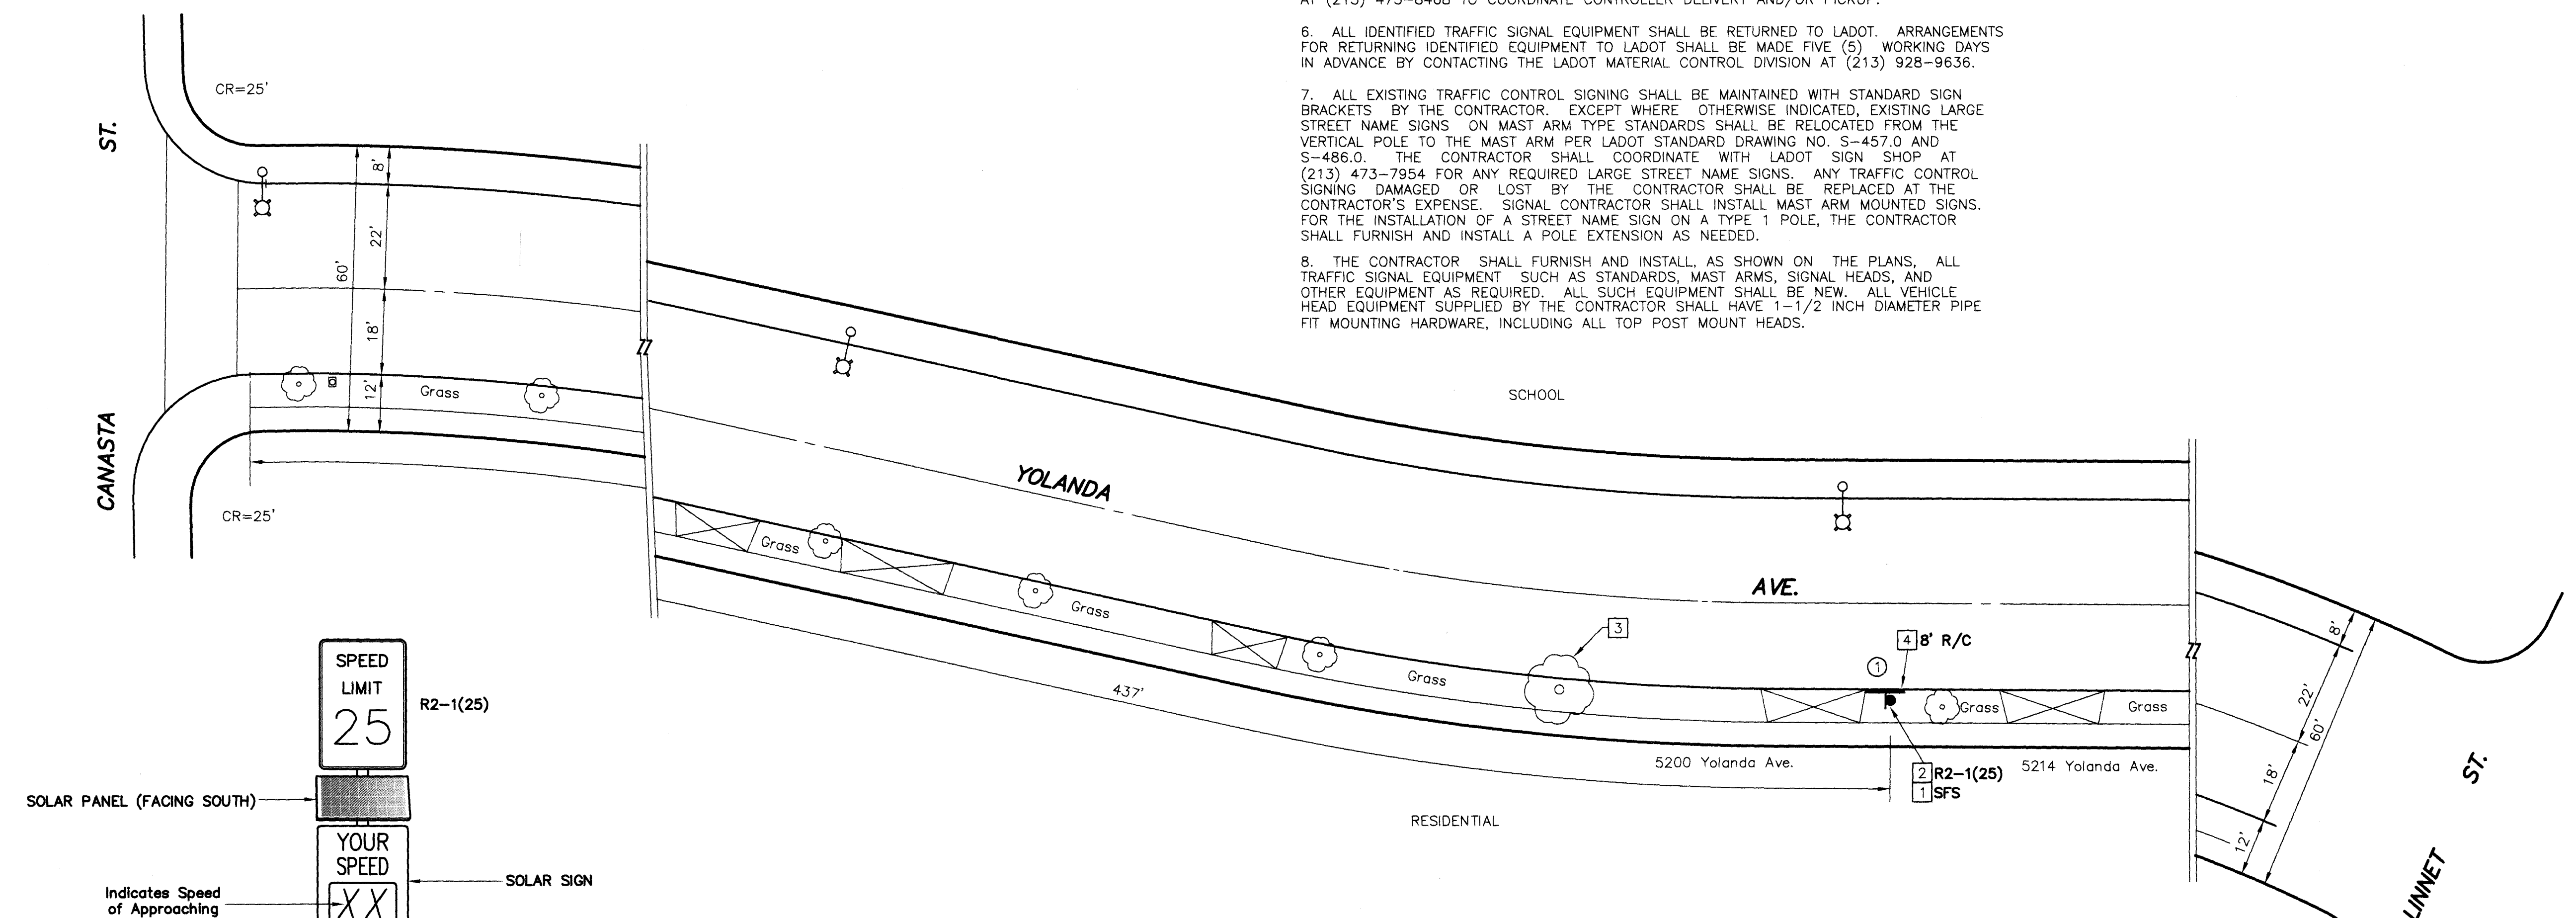 AT (213) 473-8468 TO COORDINATE CONTROLLER DELIVERY AND/OR PICKUP.
6. ALL IDENTIFIED TRAFFIC SIGNAL EQUIPMENT SHALL BE RETURNED TO LADOT. ARRANGEMENTS
FOR RETURNING IDENTIFIED EQUIPMENT TO LADOT SHALL BE MADE FIVE (5) WORKING DAYS
IN ADVANCE BY CONTACTING THE LADOT MATERIAL CONTROL DIVISION AT (213) 928-9636.
7. ALL EXISTING TRAFFIC CONTROL SIGNING SHALL BE MAINTAINED WITH STANDARD SIGN
BRACKETS BY THE CONTRACTOR. EXCEPT WHERE OTHERWISE INDICATED, EXISTING LARGE
STREET NAME SIGNS ON MAST ARM TYPE STANDARDS SHALL BE RELOCATED FROM THE
VERTICAL POLE TO THE MAST ARM PER LADOT STANDARD DRAWING NO. S-457.0 AND
S-486.0. THE CONTRACTOR SHALL COORDINATE WITH LADOT SIGN SHOP AT
(213) 473-7954 FOR ANY REQUIRED LARGE STREET NAME SIGNS. ANY TRAFFIC CONTROL
SIGNING DAMAGED OR LOST BY THE CONTRACTOR SHALL BE REPLACED AT THE
CONTRACTOR'S EXPENSE. SIGNAL CONTRACTOR SHALL INSTALL MAST ARM MOUNTED SIGNS.
FOR THE INSTALLATION OF A STREET NAME SIGN ON A TYPE 1 POLE, THE CONTRACTOR
SHALL FURNISH AND INSTALL A POLE EXTENSION AS NEEDED.
8. THE CONTRACTOR SHALL FURNISH AND INSTALL, AS SHOWN ON THE PLANS, ALL
TRAFFIC SIGNAL EQUIPMENT SUCH AS STANDARDS, MAST ARMS, SIGNAL HEADS, AND
OTHER EQUIPMENT AS REQUIRED. ALL SUCH EQUIPMENT SHALL BE NEW. ALL VEHICLE
HEAD EQUIPMENT SUPPLIED BY THE CONTRACTOR SHALL HAVE 1-1/2 INCH DIAMETER PIPE
FIT MOUNTING HARDWARE, INCLUDING ALL TOP POST MOUNT HEADS.
CR=25'
ST.
8'
22'
60'
18'
12'
Grass
CANASTA
CR=25'
SCHOOL
YOLANDA
AVE.
Grass
Grass
Grass
3
4 8' R/C
1
Grass
Grass
437'
5200 Yolanda Ave.
2 R2-1(25)
1 SFS
5214 Yolanda Ave.
RESIDENTIAL
8'
22'
60'
18'
12'
ST.
LINNET
SPEED
LIMIT
25
R2-1(25)
SOLAR PANEL (FACING SOUTH)
YOUR
SPEED
XX
SOLAR SIGN
Indicates Speed
of Approaching